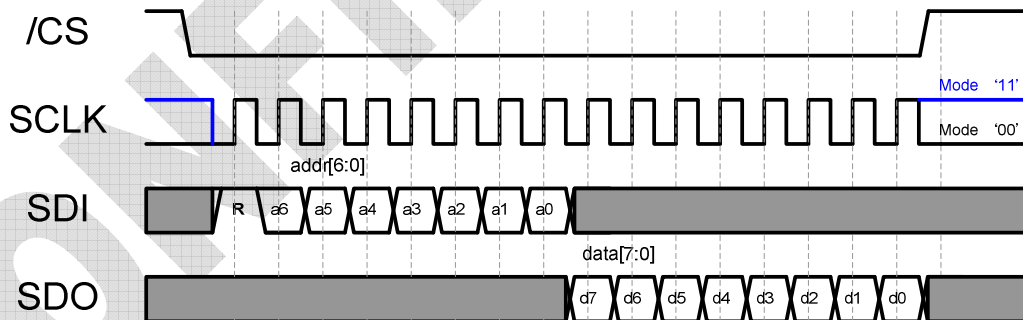 /CS
Mode '11'
SCLK
Mode '00'
addr[6:0]
SDI R a6 a5 a4 a3 a2 a1 a0
data[7:0]
SDO d7 d6 d5 d4 d3 d2 d1 d0